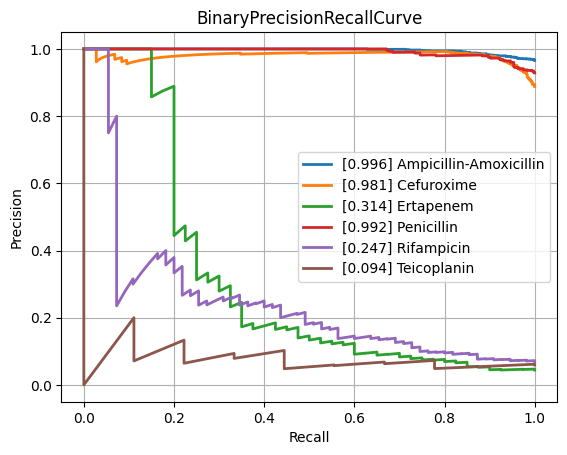 BinaryPrecisionRecallCurve
Precision
1.0
0.8
0.6
0.4
0.2
0.0
[0.996] Ampicillin-Amoxicillin
[0.981] Cefuroxime
[0.314] Ertapenem
[0.992] Penicillin
[0.247] Rifampicin
[0.094] Teicoplanin
0.0 0.2 0.4 0.6 0.8 1.0
Recall